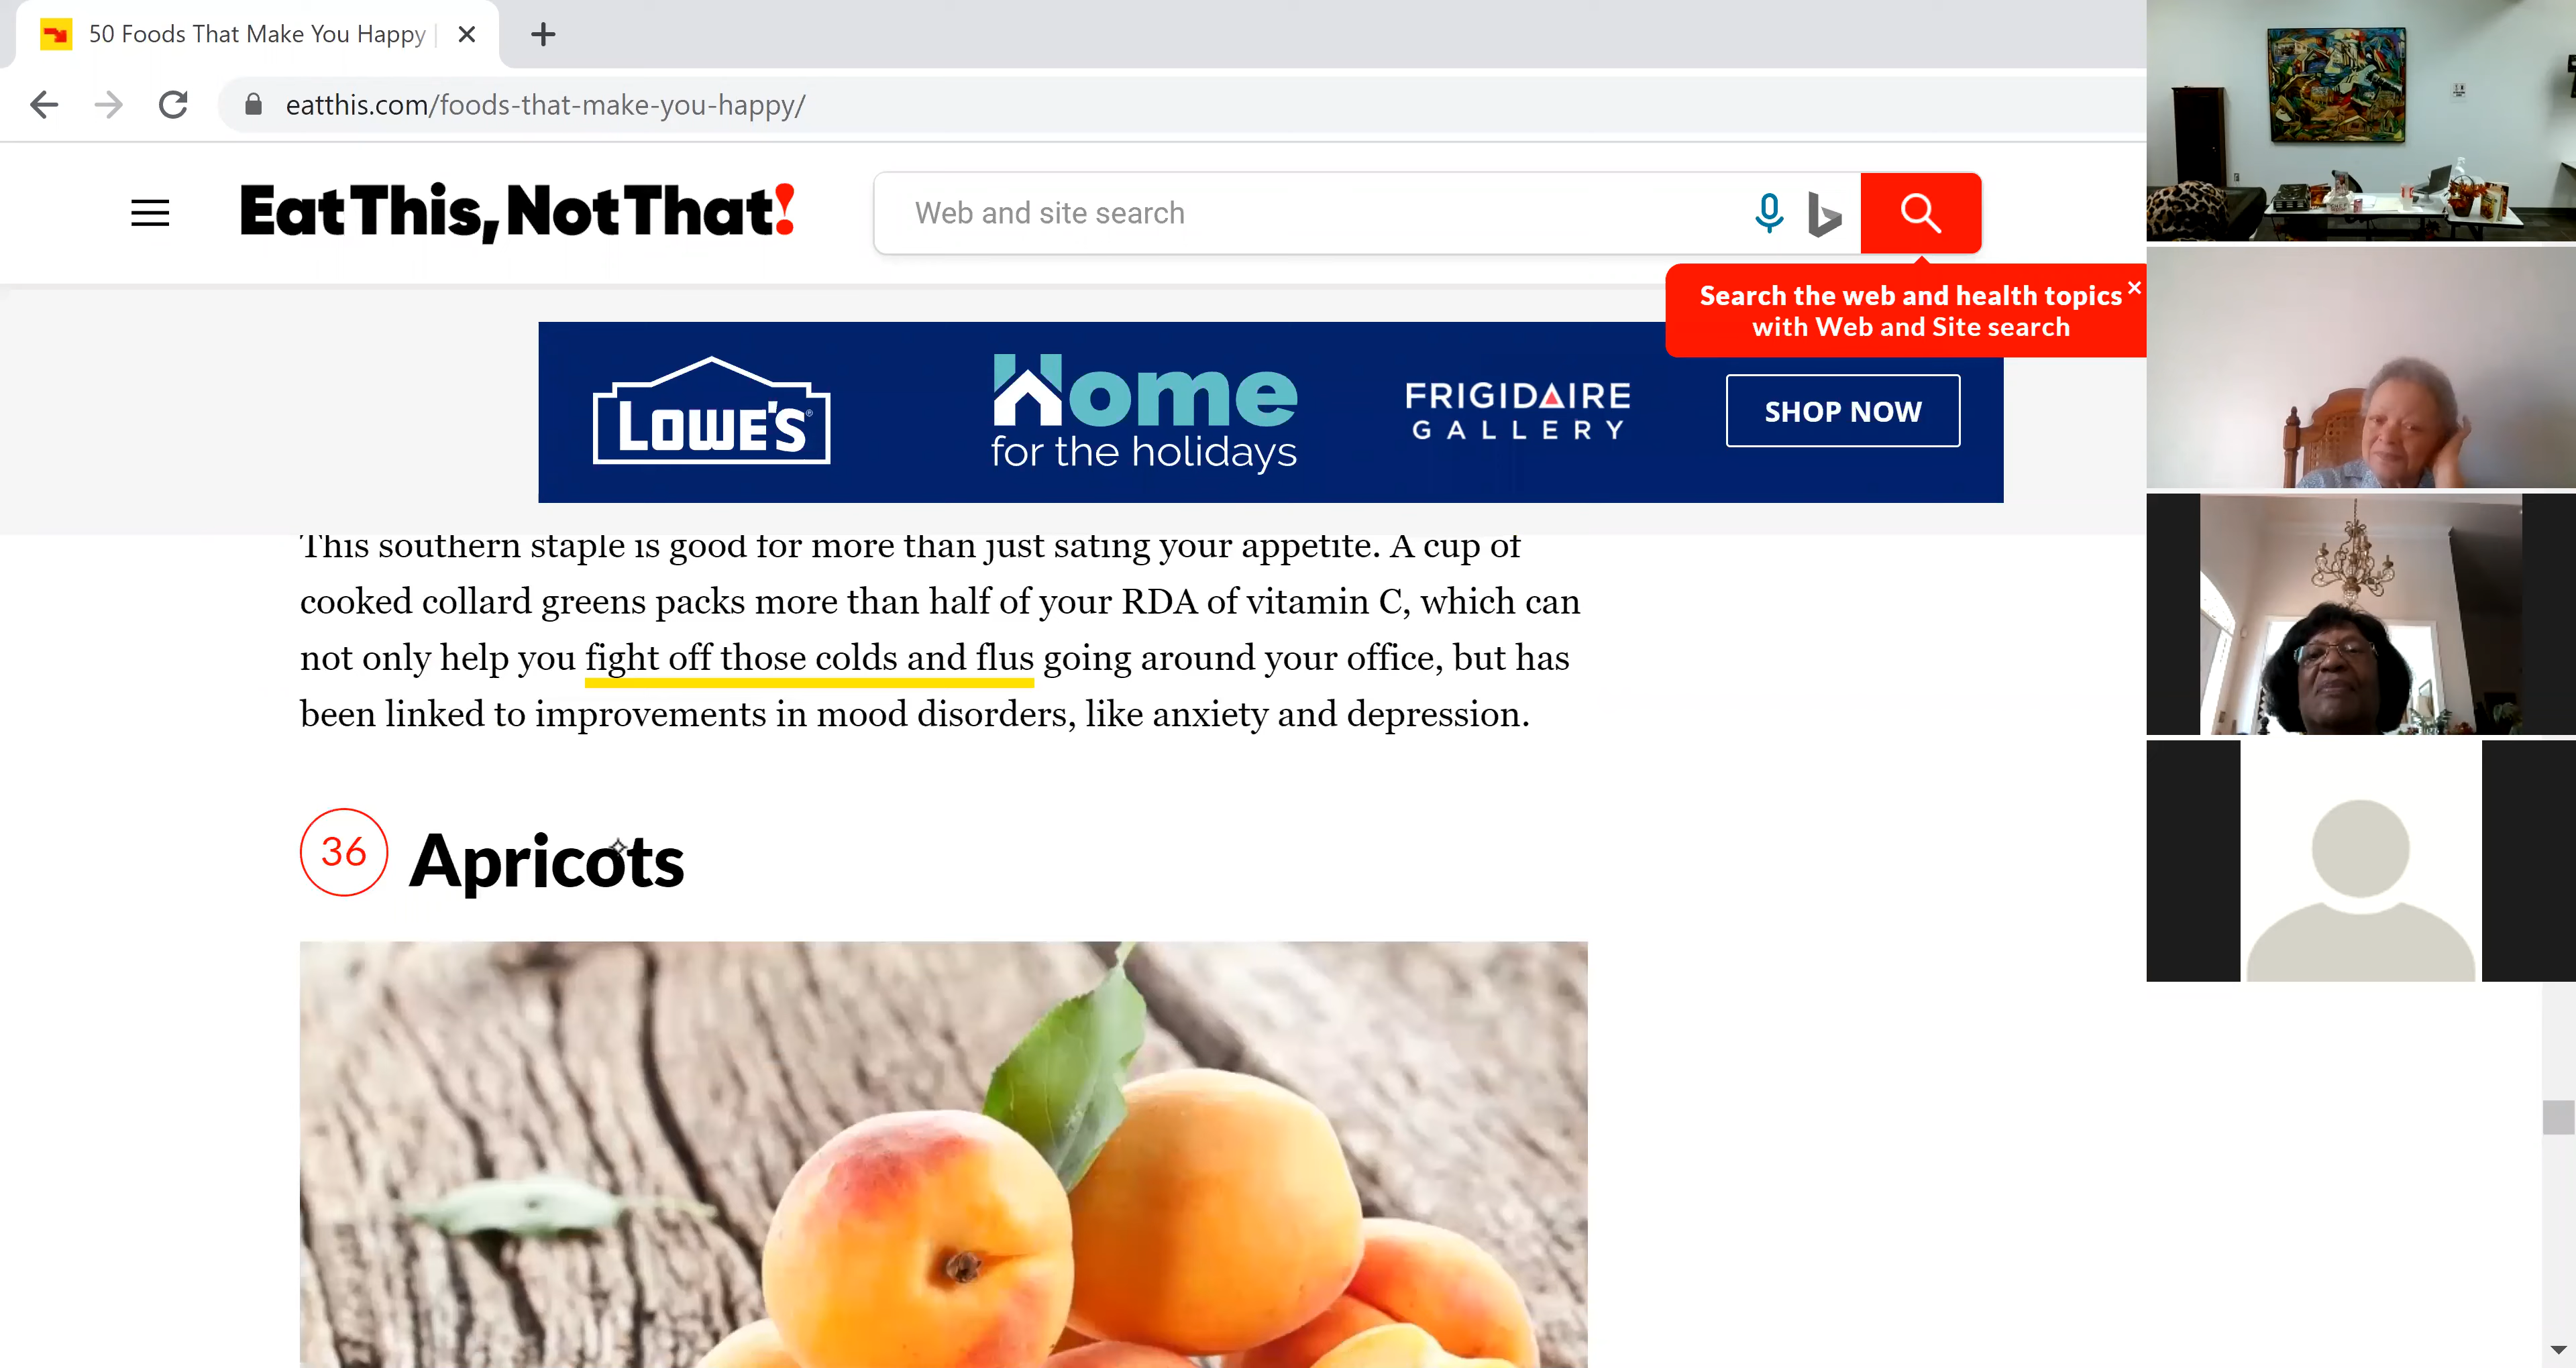 50 Foods That Make You Happy |
eatthis.com/foods-that-make-you-happy/
EatThis, NotThat!
Web and site search
Search the web and health topics
with Web and Site search
LOWE'S®
Home
for the holidays
FRIGIDAIRE
GALLERY
SHOP NOW
This southern staple is good for more than just sating your appetite. A cup of
cooked collard greens packs more than half of your RDA of vitamin C, which can
not only help you fight off those colds and flus going around your office, but has
been linked to improvements in mood disorders, like anxiety and depression.
36 Apricots